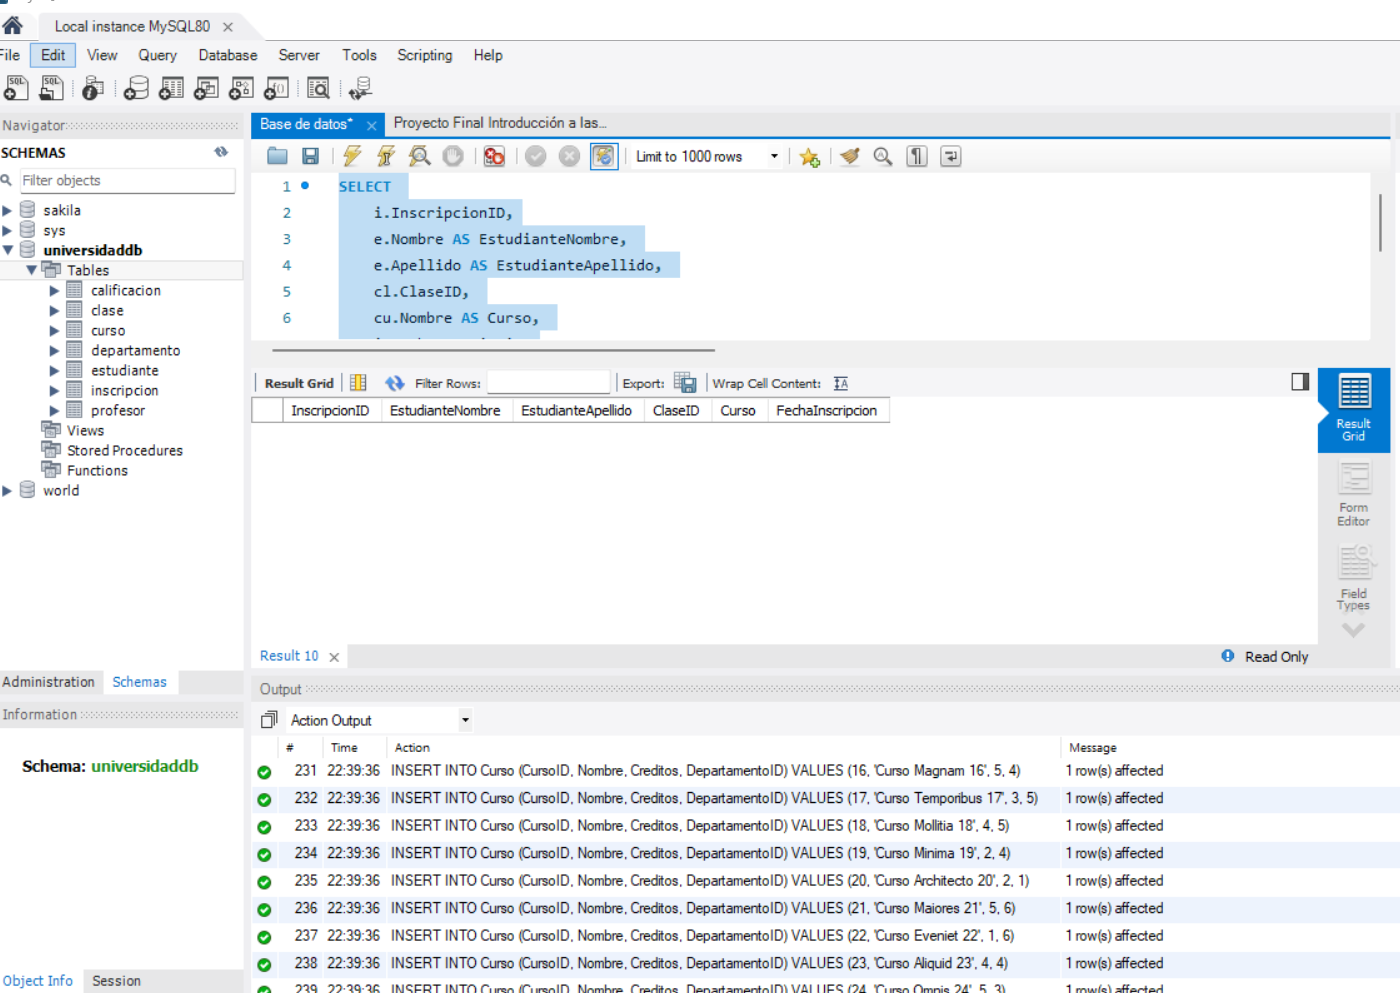 Local instance MySQL80
File Edit View Query Database Server Tools Scripting Help
Navigator
SCHEMAS
Filter objects
sakila
sys
universidaddb
Tables
calificacion
clase
curso
departamento
estudiante
inscripcion
profesor
Views
Stored Procedures
Functions
world
Administration Schemas
Information
Schema: universidaddb
Object Info Session
Base de datos* Proyecto Final Introducción a las...
Limit to 1000 rows
1 SELECT
2 i.InscripcionID,
3 e.Nombre AS EstudianteNombre,
4 e.Apellido AS EstudianteApellido,
5 cl.ClaseID,
6 cu.Nombre AS Curso,
Result Grid Filter Rows: Export: Wrap Cell Content:
InscripcionID EstudianteNombre EstudianteApellido ClaseID Curso FechaInscripcion
Result
Grid
Form
Editor
Field
Types
Result 10 Read Only
Output
Action Output
# Time Action Message
231 22:39:36 INSERT INTO Curso (CursoID, Nombre, Creditos, DepartamentoID) VALUES (16, 'Curso Magnam 16', 5, 4) 1 row(s) affected
232 22:39:36 INSERT INTO Curso (CursoID, Nombre, Creditos, DepartamentoID) VALUES (17, 'Curso Temporibus 17', 3, 5) 1 row(s) affected
233 22:39:36 INSERT INTO Curso (CursoID, Nombre, Creditos, DepartamentoID) VALUES (18, 'Curso Mollitia 18', 4, 5) 1 row(s) affected
234 22:39:36 INSERT INTO Curso (CursoID, Nombre, Creditos, DepartamentoID) VALUES (19, 'Curso Minima 19', 2, 4) 1 row(s) affected
235 22:39:36 INSERT INTO Curso (CursoID, Nombre, Creditos, DepartamentoID) VALUES (20, 'Curso Architecto 20', 2, 1) 1 row(s) affected
236 22:39:36 INSERT INTO Curso (CursoID, Nombre, Creditos, DepartamentoID) VALUES (21, 'Curso Maiores 21', 5, 6) 1 row(s) affected
237 22:39:36 INSERT INTO Curso (CursoID, Nombre, Creditos, DepartamentoID) VALUES (22, 'Curso Eveniet 22', 1, 6) 1 row(s) affected
238 22:39:36 INSERT INTO Curso (CursoID, Nombre, Creditos, DepartamentoID) VALUES (23, 'Curso Aliquid 23', 4, 4) 1 row(s) affected
239 22:39:36 INSERT INTO Curso (CursoID, Nombre, Creditos, DepartamentoID) VALUES (24, 'Curso Omnis 24', 5, 3) 1 row(s) affected